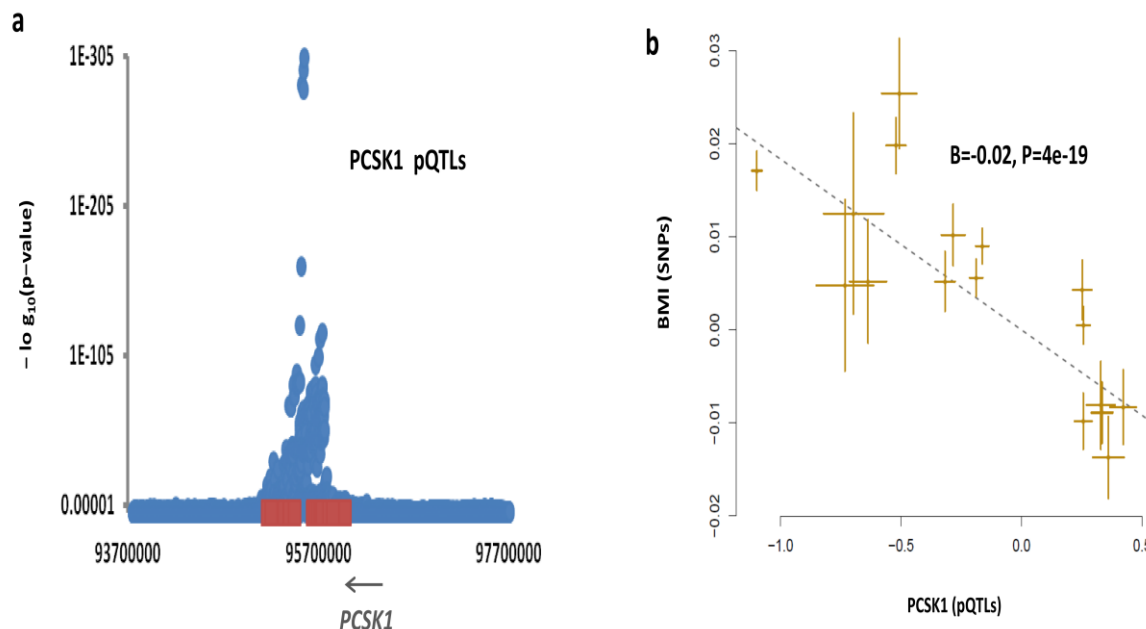 a
1E-305
1E-205
1E-105
0.00001
– lo g₁₀(p−value)
PCSK1 pQTLs
93700000
95700000
97700000
←
PCSK1
b
0.03
0.02
0.01
0.00
−0.01
−0.02
BMI (SNPs)
B=-0.02, P=4e-19
−1.0
−0.5
0.0
0.5
PCSK1 (pQTLs)